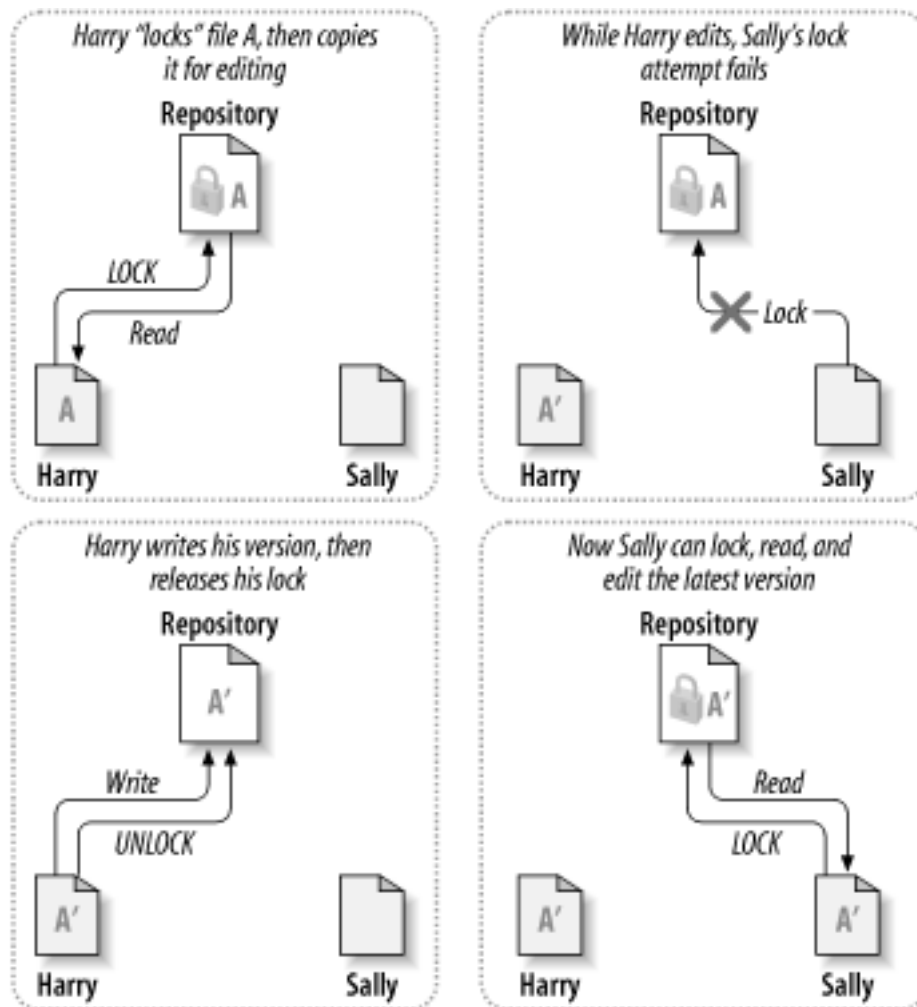 Harry “locks” file A, then copies
it for editing
Repository
A
LOCK
Read
A
Harry
Sally
While Harry edits, Sally’s lock
attempt fails
Repository
A
Lock
A’
Harry
Sally
Harry writes his version, then
releases his lock
Repository
A’
Write
UNLOCK
A’
Harry
Sally
Now Sally can lock, read, and
edit the latest version
Repository
A’
Read
LOCK
A’
Harry
A’
Sally